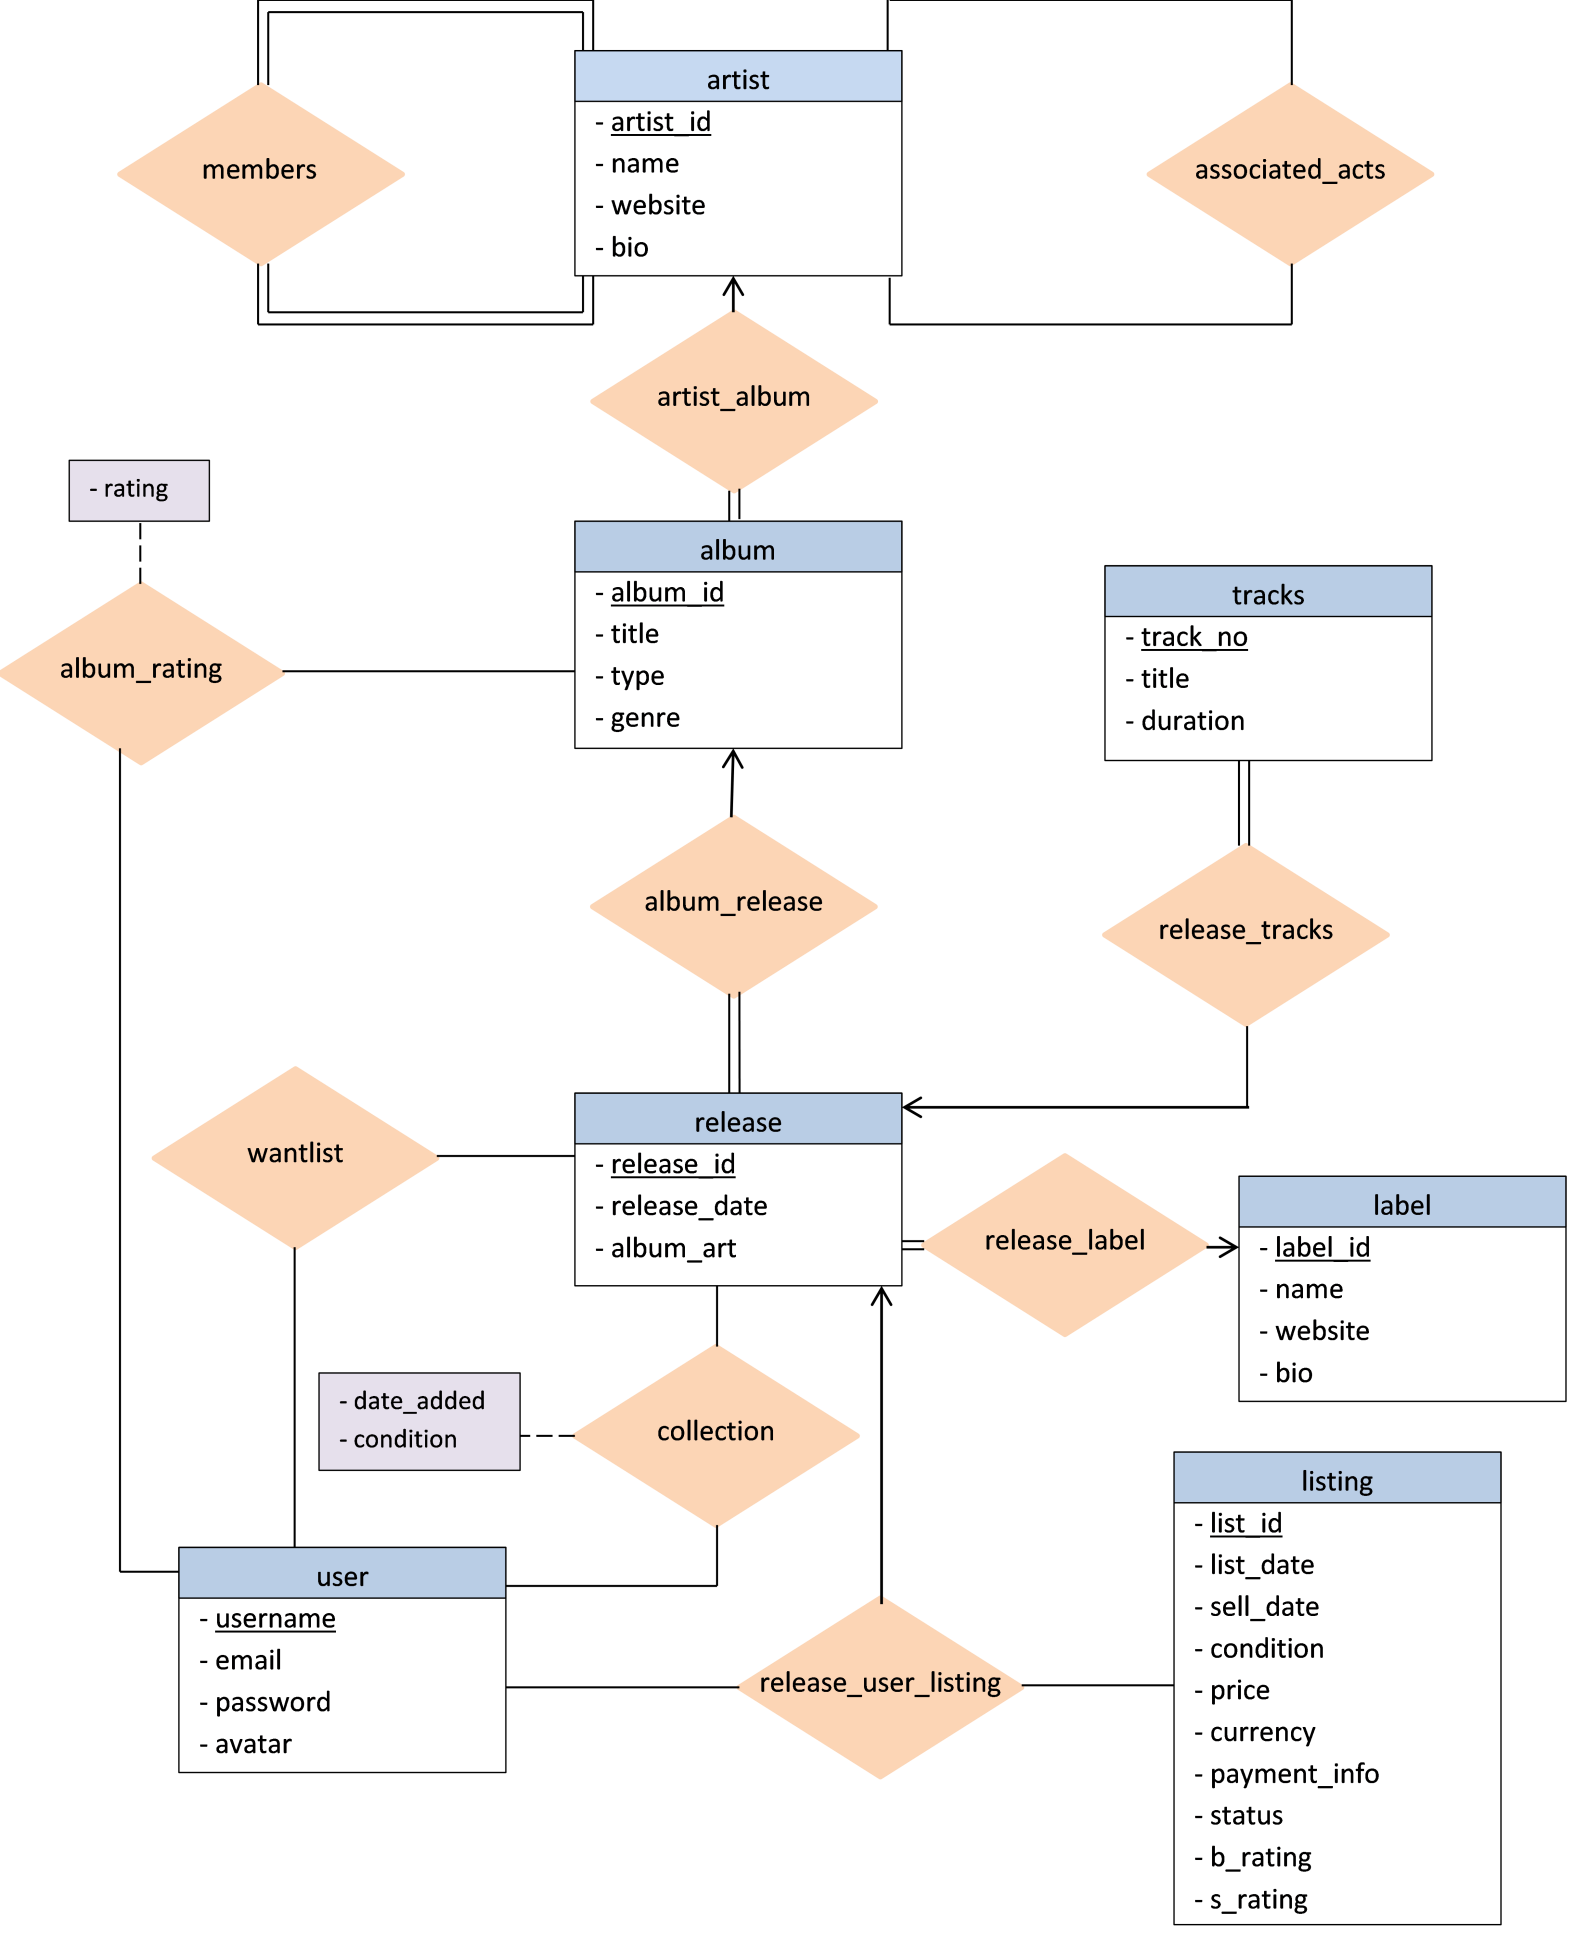 artist
- artist_id
- name
- website
- bio
members
associated_acts
artist_album
- rating
album
- album_id
- title
- type
- genre
album_rating
tracks
- track_no
- title
- duration
album_release
release_tracks
wantlist
release
- release_id
- release_date
- album_art
release_label
label
- label_id
- name
- website
- bio
- date_added
- condition
collection
listing
- list_id
- list_date
- sell_date
- condition
- price
- currency
- payment_info
- status
- b_rating
- s_rating
user
- username
- email
- password
- avatar
release_user_listing